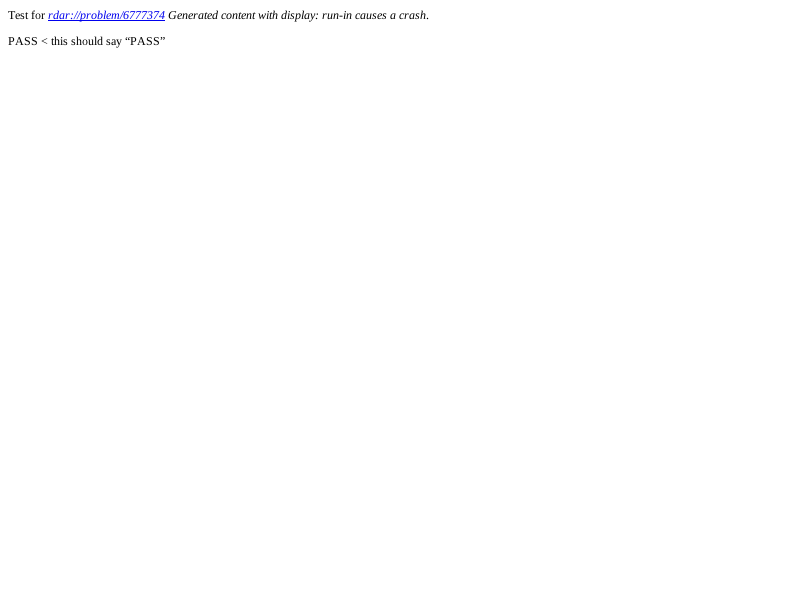 Test for rdar://problem/6777374 Generated content with display: run-in causes a crash.
PASS < this should say “PASS”